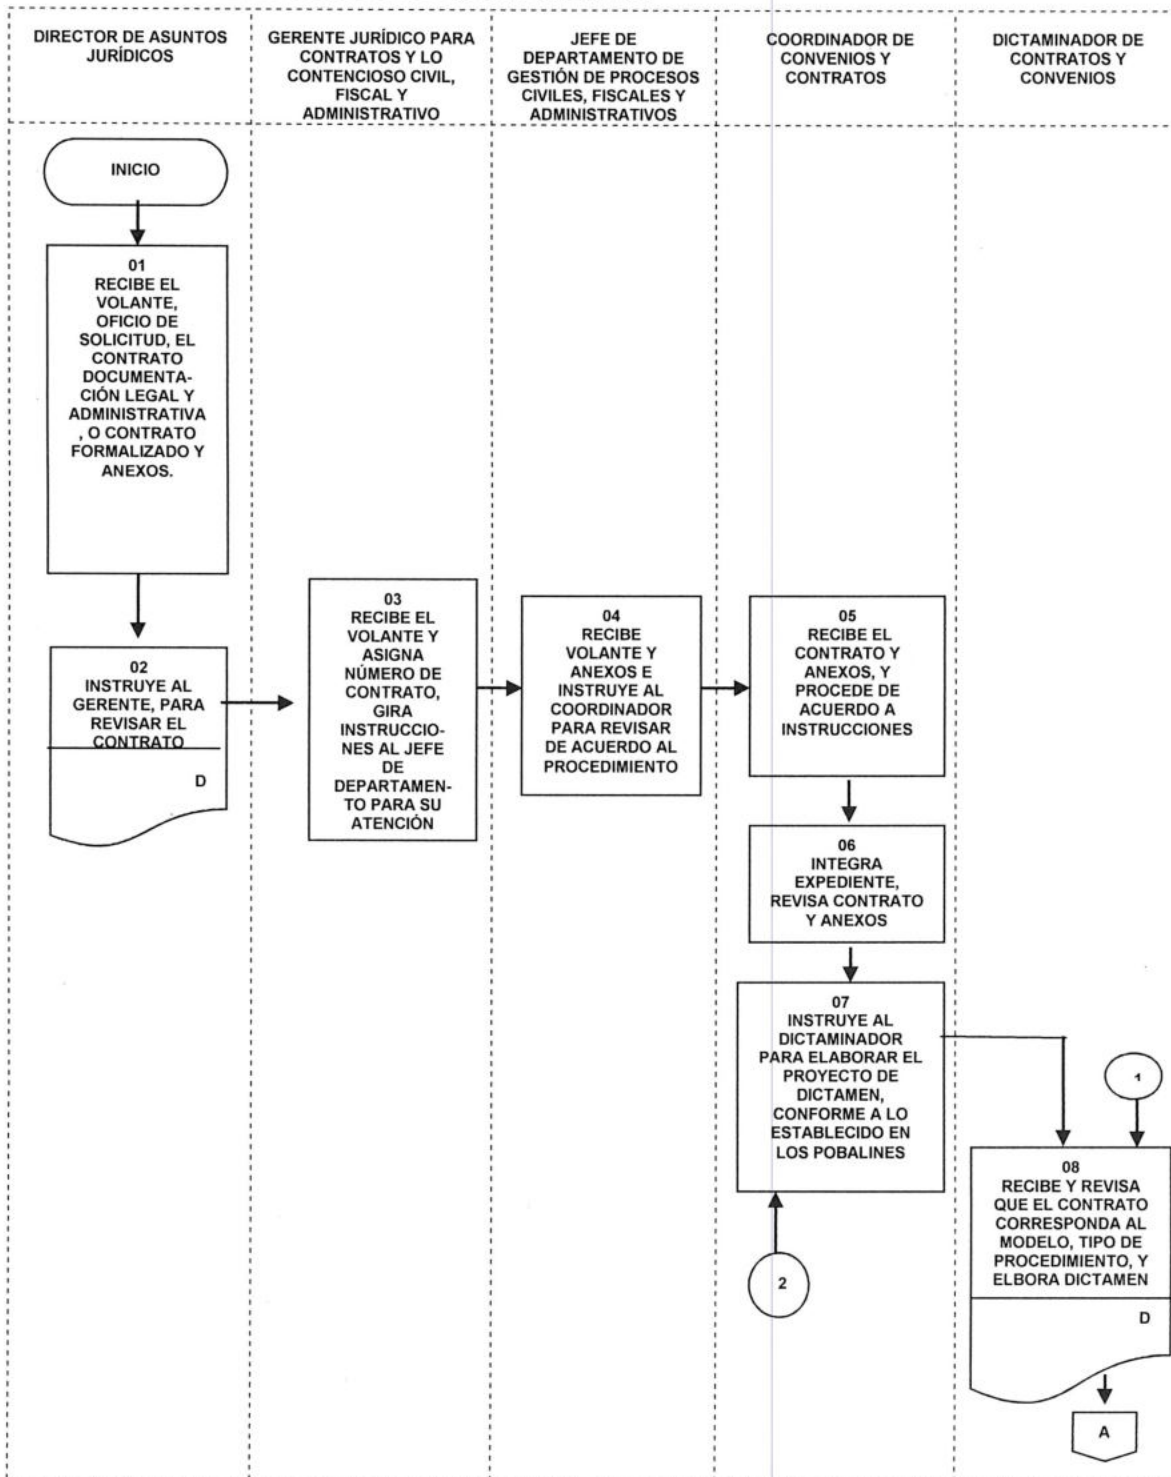 DIRECTOR DE ASUNTOS
JURÍDICOS
GERENTE JURÍDICO PARA
CONTRATOS Y LO
CONTENCIOSO CIVIL,
FISCAL Y
ADMINISTRATIVO
JEFE DE
DEPARTAMENTO DE
GESTIÓN DE PROCESOS
CIVILES, FISCALES Y
ADMINISTRATIVOS
COORDINADOR DE
CONVENIOS Y
CONTRATOS
DICTAMINADOR DE
CONTRATOS Y
CONVENIOS
INICIO
01
RECIBE EL
VOLANTE,
OFICIO DE
SOLICITUD, EL
CONTRATO
DOCUMENTA-
CIÓN LEGAL Y
ADMINISTRATIVA
, O CONTRATO
FORMALIZADO Y
ANEXOS.
02
INSTRUYE AL
GERENTE, PARA
REVISAR EL
CONTRATO
D
03
RECIBE EL
VOLANTE Y
ASIGNA
NÚMERO DE
CONTRATO,
GIRA
INSTRUCCIO-
NES AL JEFE
DE
DEPARTAMEN-
TO PARA SU
ATENCIÓN
04
RECIBE
VOLANTE Y
ANEXOS E
INSTRUYE AL
COORDINADOR
PARA REVISAR
DE ACUERDO AL
PROCEDIMIENTO
05
RECIBE EL
CONTRATO Y
ANEXOS, Y
PROCEDE DE
ACUERDO A
INSTRUCCIONES
06
INTEGRA
EXPEDIENTE,
REVISA CONTRATO
Y ANEXOS
07
INSTRUYE AL
DICTAMINADOR
PARA ELABORAR EL
PROYECTO DE
DICTAMEN,
CONFORME A LO
ESTABLECIDO EN
LOS POBALINES
2
1
08
RECIBE Y REVISA
QUE EL CONTRATO
CORRESPONDA AL
MODELO, TIPO DE
PROCEDIMIENTO, Y
ELBORA DICTAMEN
D
A